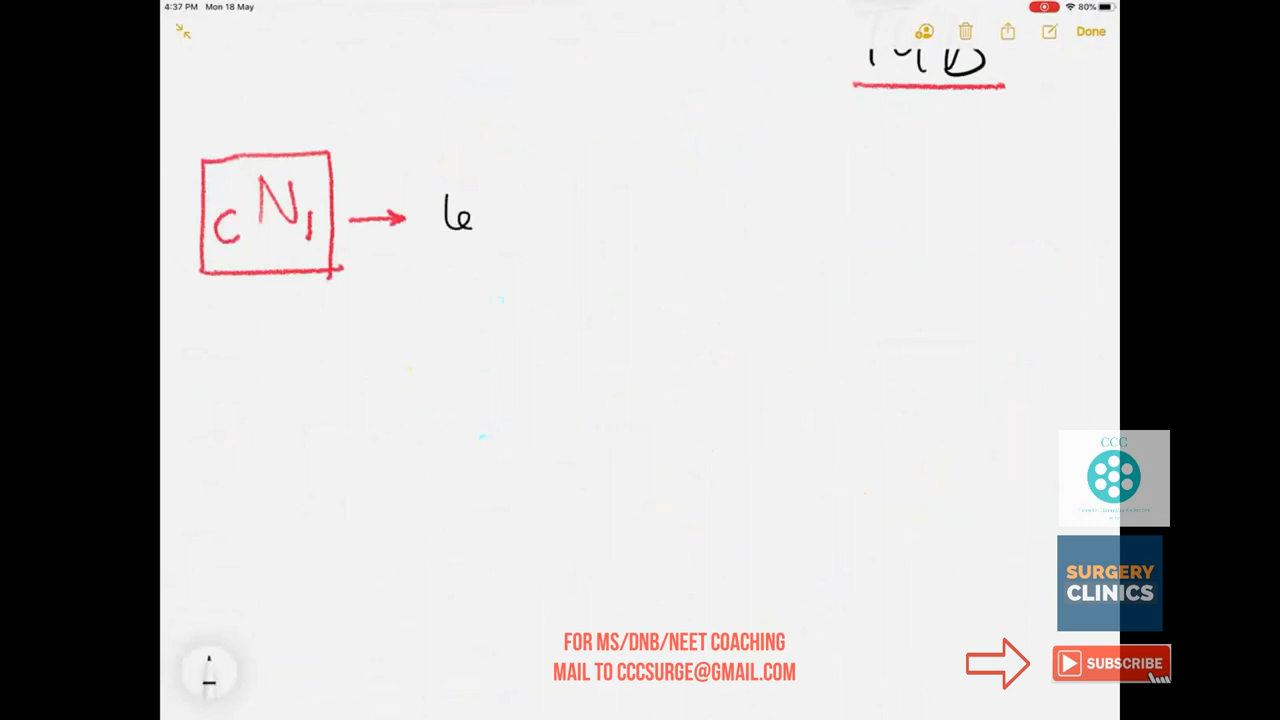 4:37 PM Mon 18 May
80%
Done
cN1 → le
CCC
SURGERY
CLINICS
FOR MS/DNB/NEET COACHING
MAIL TO CCCSURGE@GMAIL.COM
SUBSCRIBE